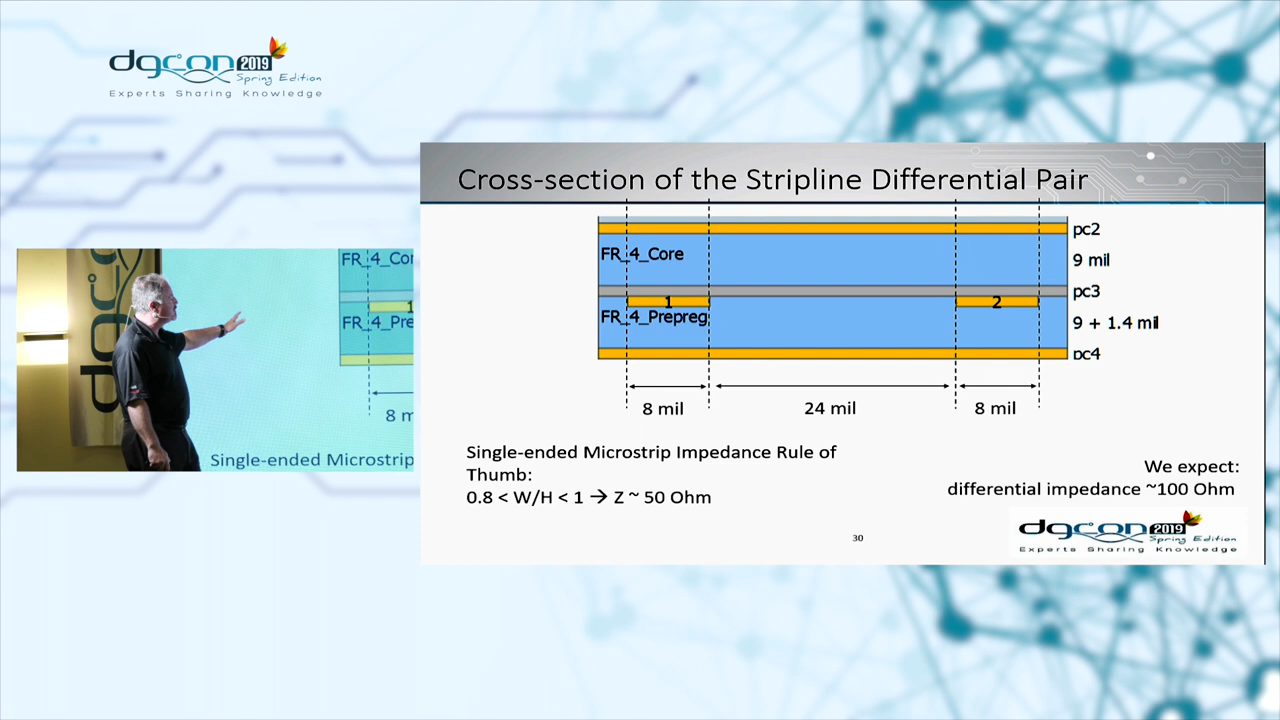 dgcon 2019
Spring Edition
Experts Sharing Knowledge
Cross-section of the Stripline Differential Pair
pc2
FR_4_Core
9 mil
pc3
1
2
FR_4_Prepreg
9 + 1.4 mil
pc4
8 mil
24 mil
8 mil
Single-ended Microstrip Impedance Rule of
Thumb:
0.8 < W/H < 1 → Z ~ 50 Ohm
We expect:
differential impedance ~100 Ohm
30
dgcon 2019
Spring Edition
Experts Sharing Knowledge
dgco
FR_4_Cor
1
FR_4_Pre
8 m
Single-ended Microstrip